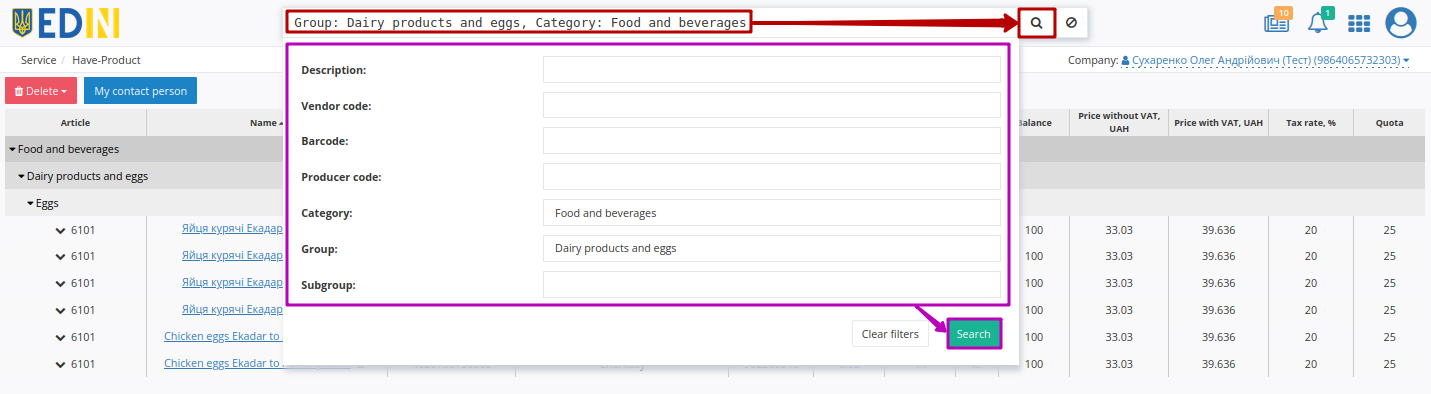 EDIN
Group: Dairy products and eggs, Category: Food and beverages
10
1
Service / Have-Product
Company: Сухаренко Олег Андрійович (Тест) (9864065732303)
Delete
My contact person
Description:
Vendor code:
Barcode:
Producer code:
Category: Food and beverages
Group: Dairy products and eggs
Subgroup:
Clear filters
Search
Article Name Price without VAT, UAH Price with VAT, UAH Tax rate, % Quota
Food and beverages
Dairy products and eggs
Eggs
6101 Яйця курячі Екадар 100 33.03 39.636 20 25
6101 Яйця курячі Екадар 100 33.03 39.636 20 25
6101 Яйця курячі Екадар 100 33.03 39.636 20 25
6101 Яйця курячі Екадар 100 33.03 39.636 20 25
6101 Chicken eggs Ekadar to 100 33.03 39.636 20 25
6101 Chicken eggs Ekadar to 100 33.03 39.636 20 25